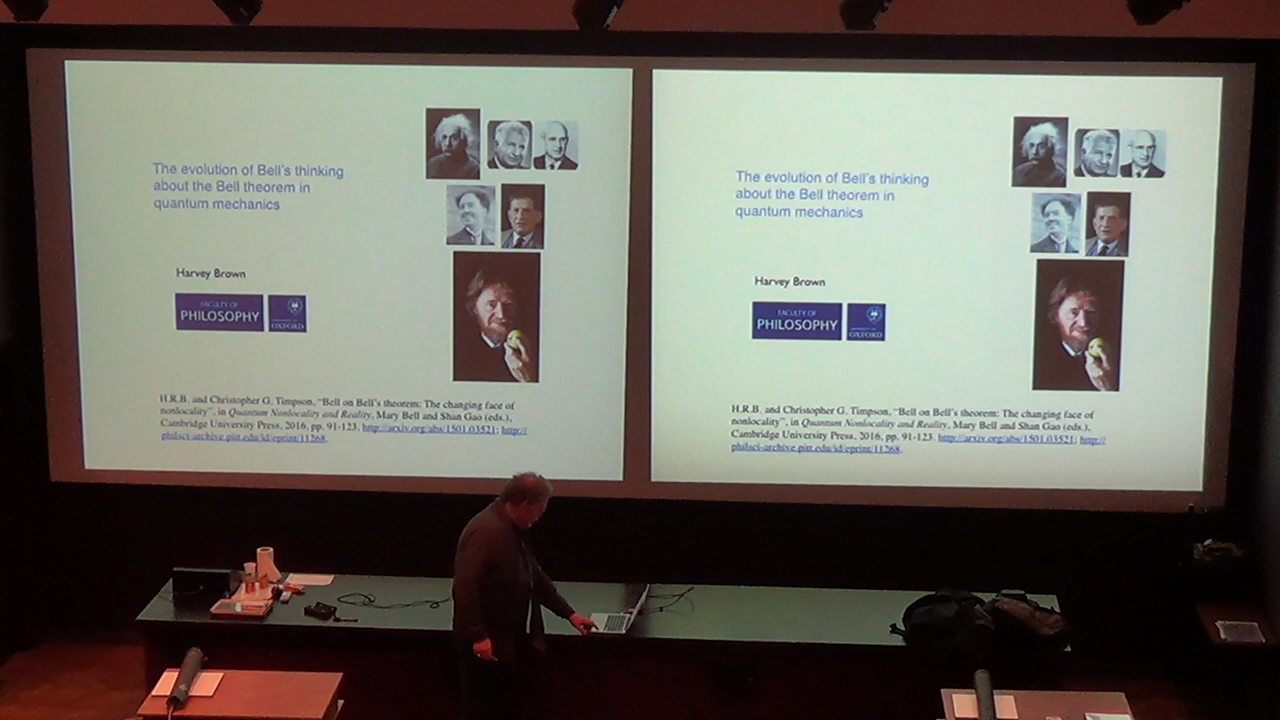 The evolution of Bell's thinking
about the Bell theorem in
quantum mechanics
Harvey Brown
FACULTY OF
PHILOSOPHY
UNIVERSITY OF
OXFORD
H.R.B. and Christopher G. Timpson, "Bell on Bell's theorem: The changing face of
nonlocality", in Quantum Nonlocality and Reality, Mary Bell and Shan Gao (eds.),
Cambridge University Press, 2016, pp. 91-123. http://arxiv.org/abs/1501.03521; http://
philsci-archive.pitt.edu/id/eprint/11268.
The evolution of Bell's thinking
about the Bell theorem in
quantum mechanics
Harvey Brown
FACULTY OF
PHILOSOPHY
UNIVERSITY OF
OXFORD
H.R.B. and Christopher G. Timpson, "Bell on Bell's theorem: The changing face of
nonlocality", in Quantum Nonlocality and Reality, Mary Bell and Shan Gao (eds.),
Cambridge University Press, 2016, pp. 91-123. http://arxiv.org/abs/1501.03521; http://
philsci-archive.pitt.edu/id/eprint/11268.